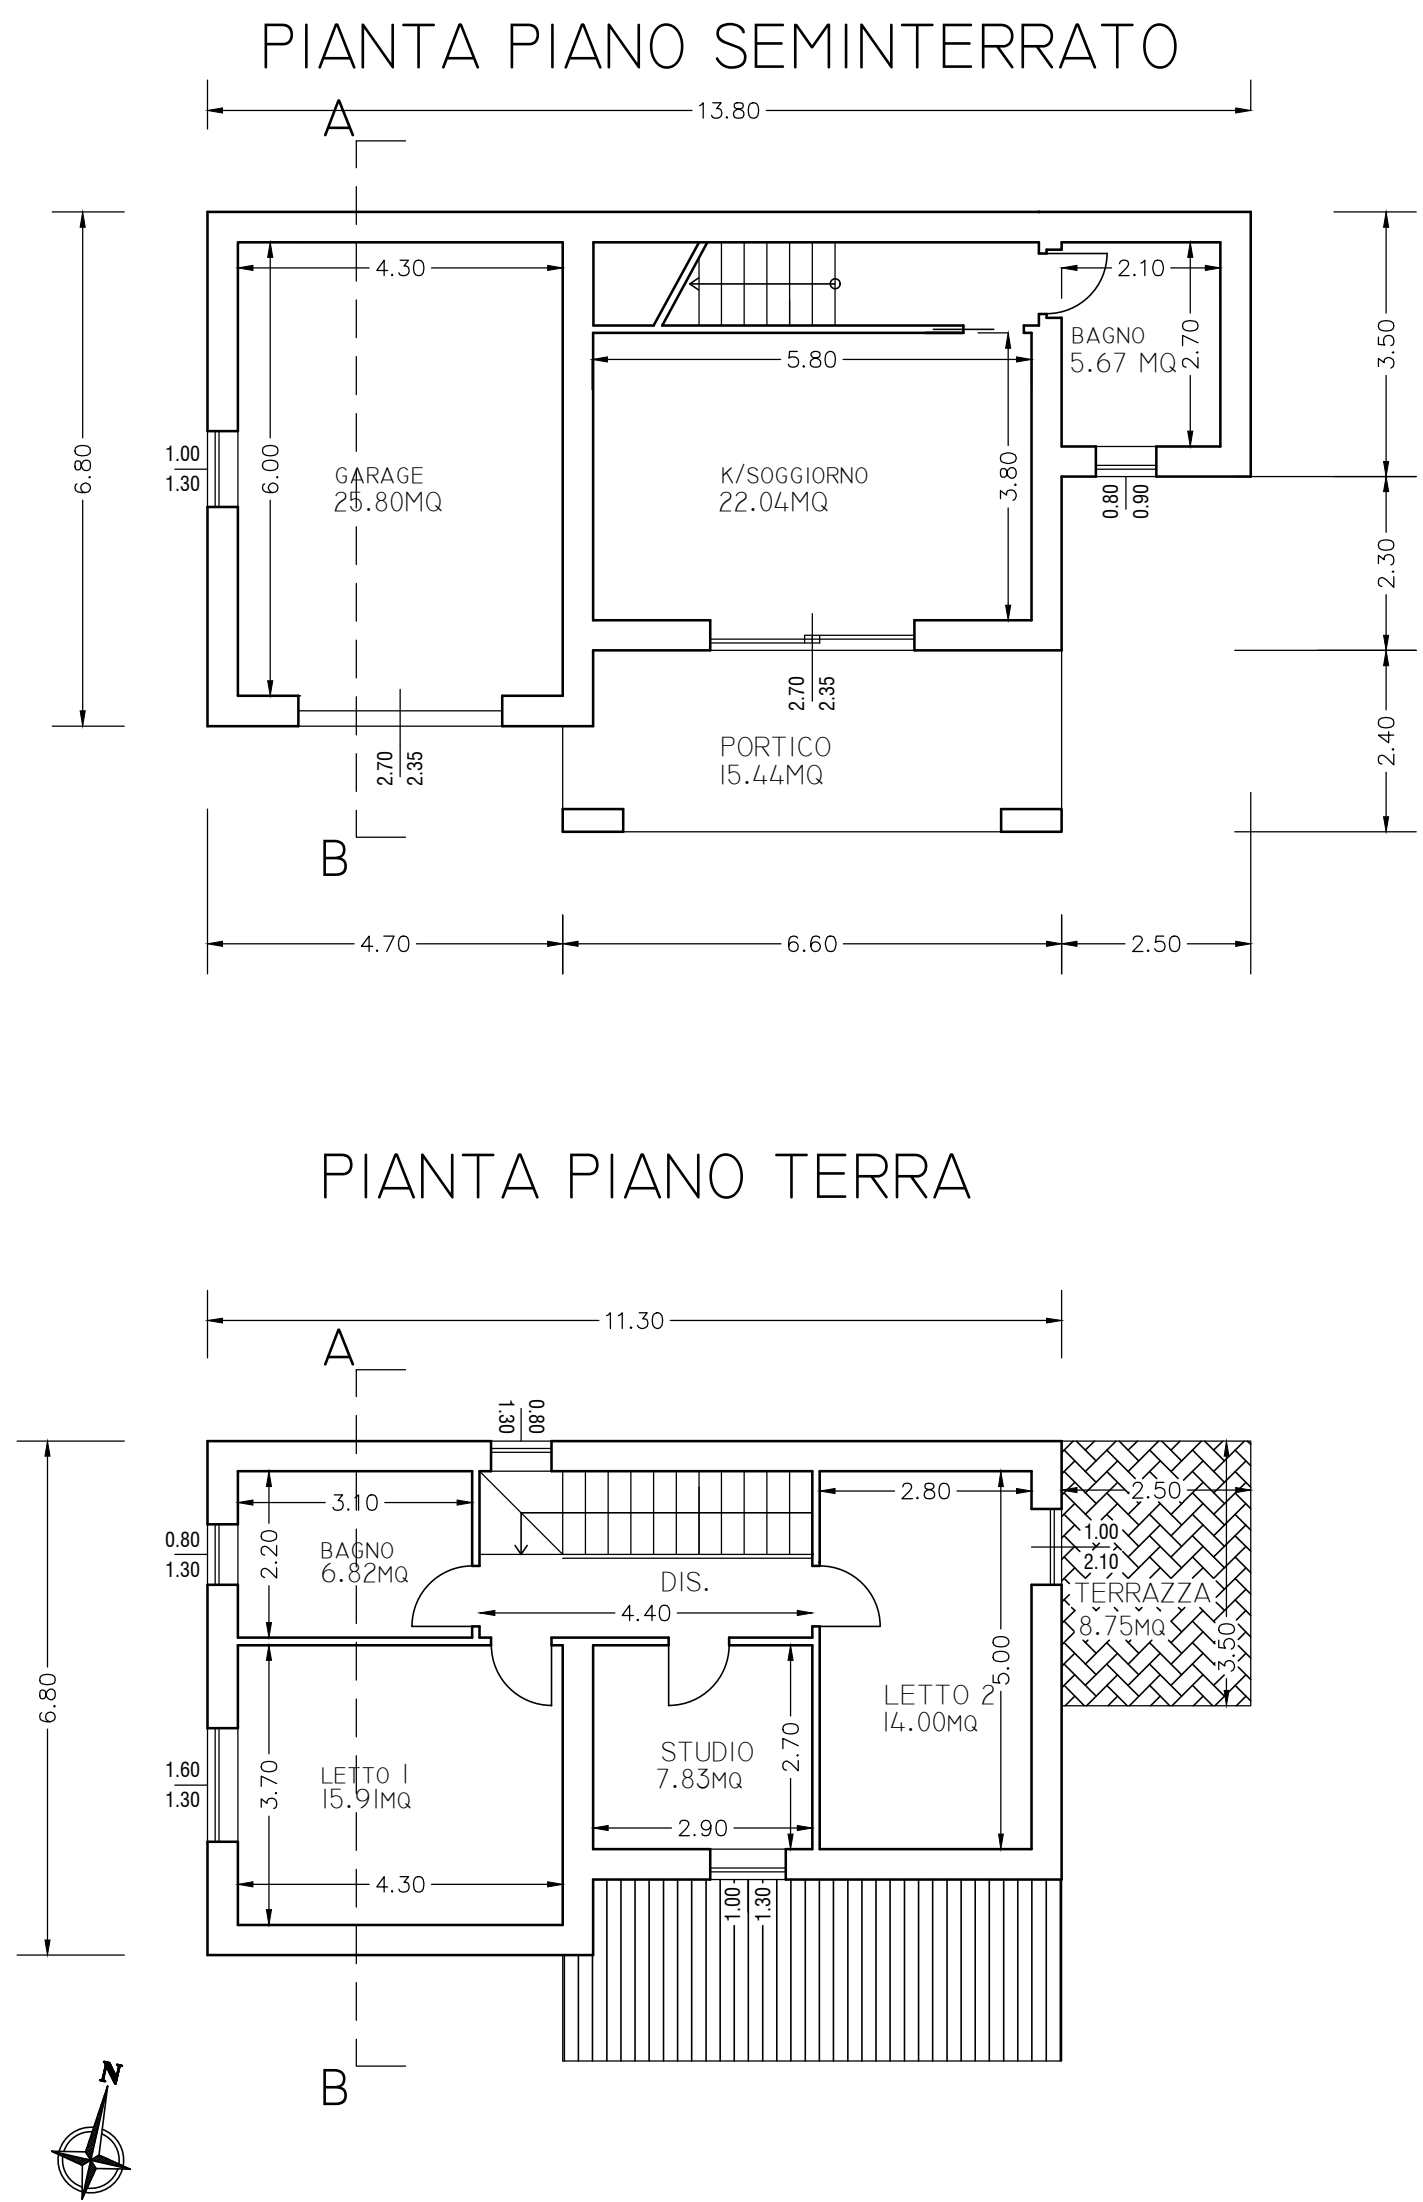 PIANTA PIANO SEMINTERRATO
13.80
A
4.30
2.10
BAGNO
5.67 MQ
2.70
3.50
5.80
6.80
1.00
1.30
6.00
GARAGE
25.80MQ
K/SOGGIORNO
22.04MQ
3.80
0.80
0.90
2.30
2.70
2.35
2.70
2.35
PORTICO
15.44MQ
2.40
B
4.70
6.60
2.50
PIANTA PIANO TERRA
11.30
A
1.30
0.80
3.10
2.80
2.50
0.80
1.30
2.20
BAGNO
6.82MQ
1.00
2.10
DIS.
4.40
TERRAZZA
8.75MQ
3.50
6.80
5.00
LETTO 2
14.00MQ
1.60
1.30
3.70
LETTO 1
15.91MQ
STUDIO
7.83MQ
2.70
2.90
4.30
1.00
1.30
B
N